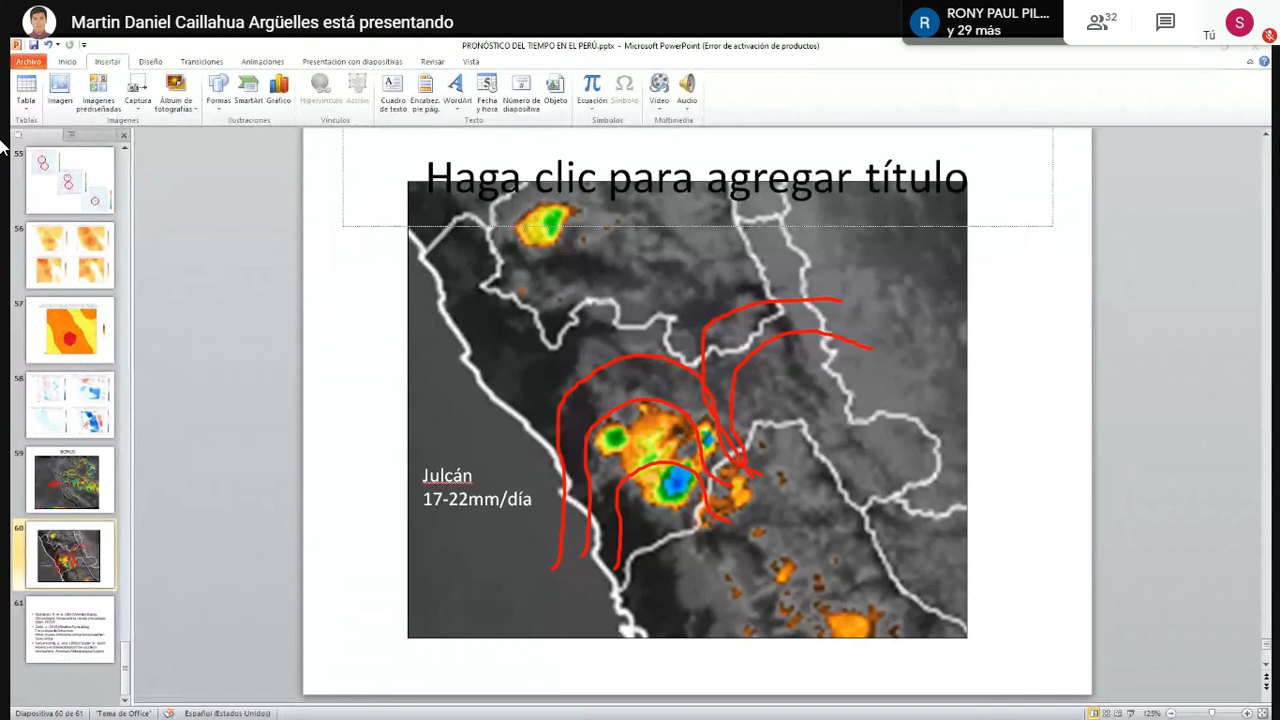 Martin Daniel Caillahua Argüelles está presentando
R
RONY PAUL PIL...
y 29 más
32
Tú
S
PRONÓSTICO DEL TIEMPO EN EL PERÚ.pptx - Microsoft PowerPoint (Error de activación de productos)
Archivo Inicio Insertar Diseño Transiciones Animaciones Presentación con diapositivas Revisar Vista
Tabla Imagen Imágenes prediseñadas Captura Álbum de fotografías Formas SmartArt Gráfico Hipervínculo Acción Cuadro de texto Encabez. pie pág. WordArt Fecha y hora Número de diapositiva Objeto Ecuación Símbolo Video Audio
Tablas Imágenes Ilustraciones Vínculos Texto Símbolos Multimedia
55
56
57
58
59
BONUS
60
61
Haga clic para agregar título
Julcán
17-22mm/día
Diapositiva 60 de 61 "Tema de Office" Español (Estados Unidos) 125%